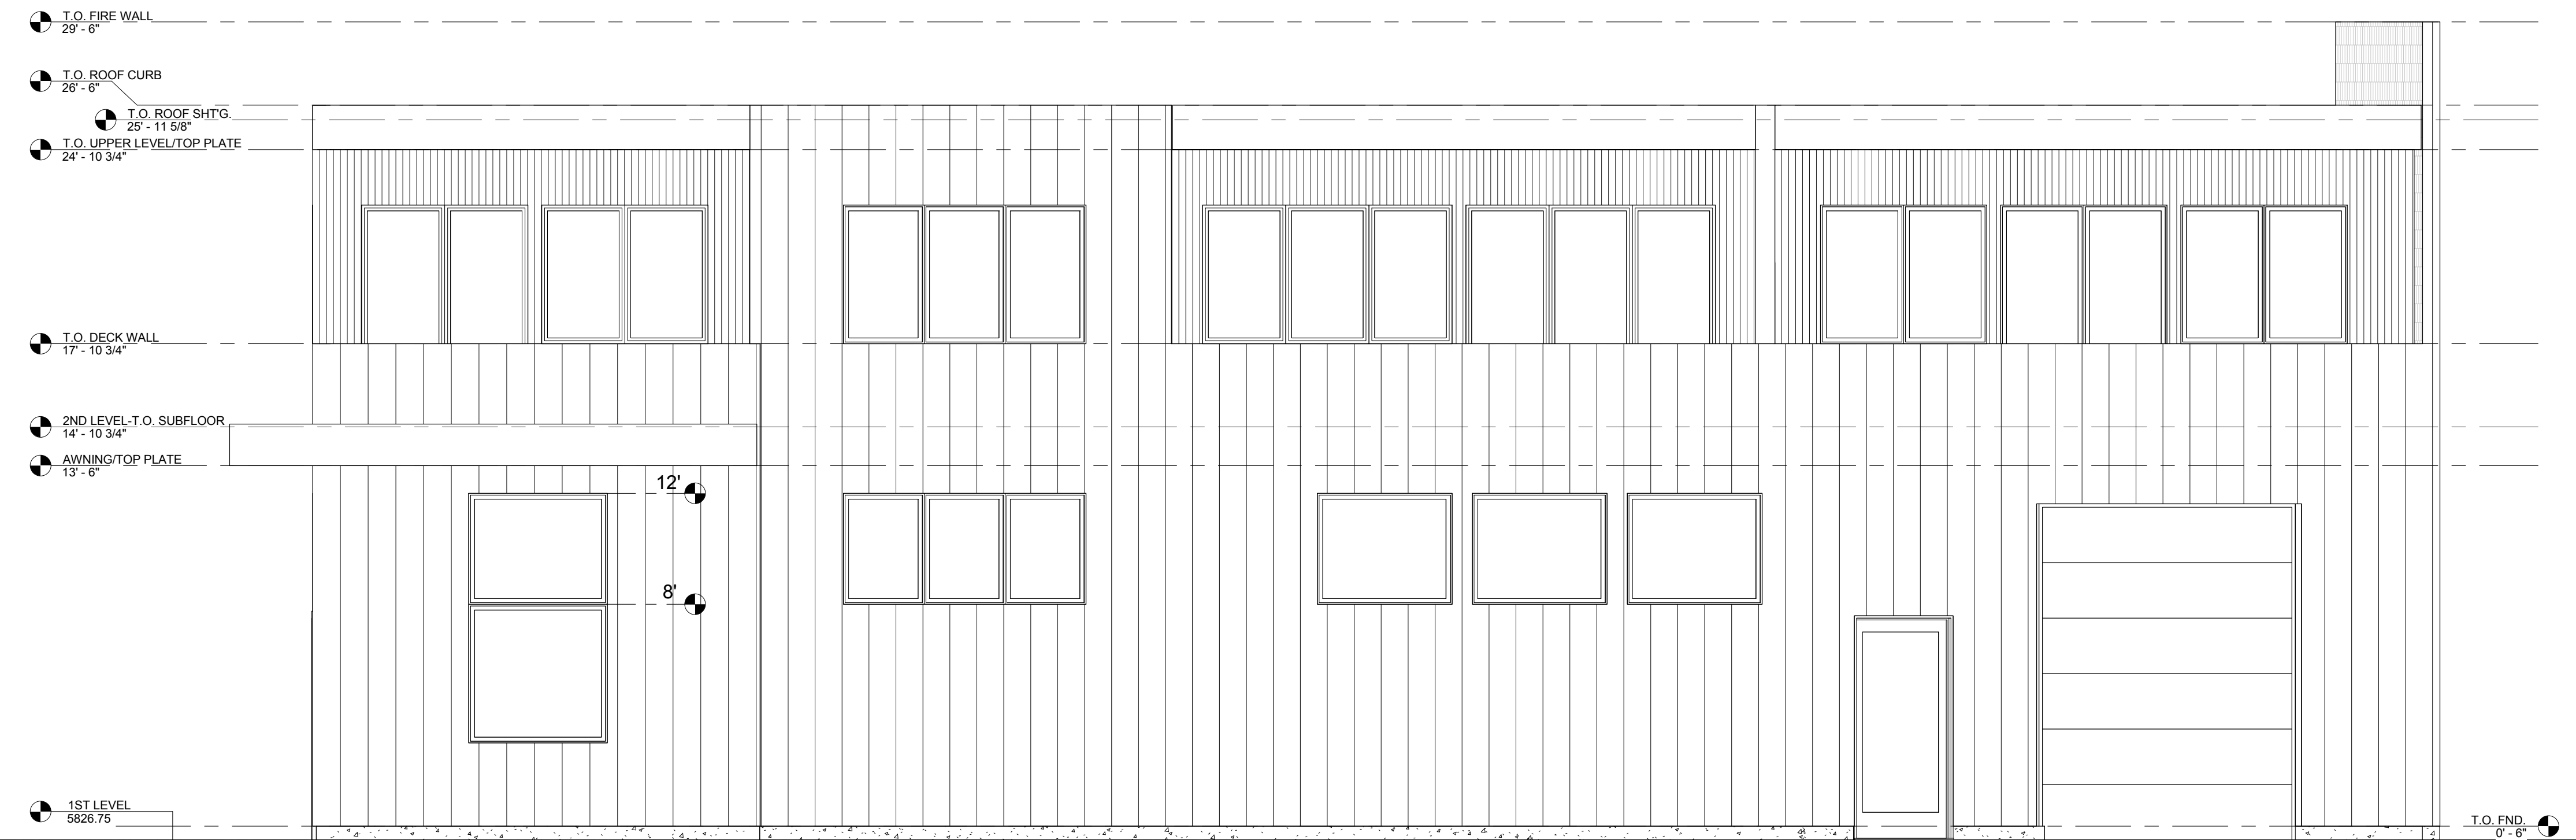 T.O. FIRE WALL
29' - 6"
T.O. ROOF CURB
26' - 6"
T.O. ROOF SHT'G.
25' - 11 5/8"
T.O. UPPER LEVEL/TOP PLATE
24' - 10 3/4"
T.O. DECK WALL
17' - 10 3/4"
2ND LEVEL-T.O. SUBFLOOR
14' - 10 3/4"
AWNING/TOP PLATE
13' - 6"
12'
8'
1ST LEVEL
5826.75
T.O. FND.
0' - 6"